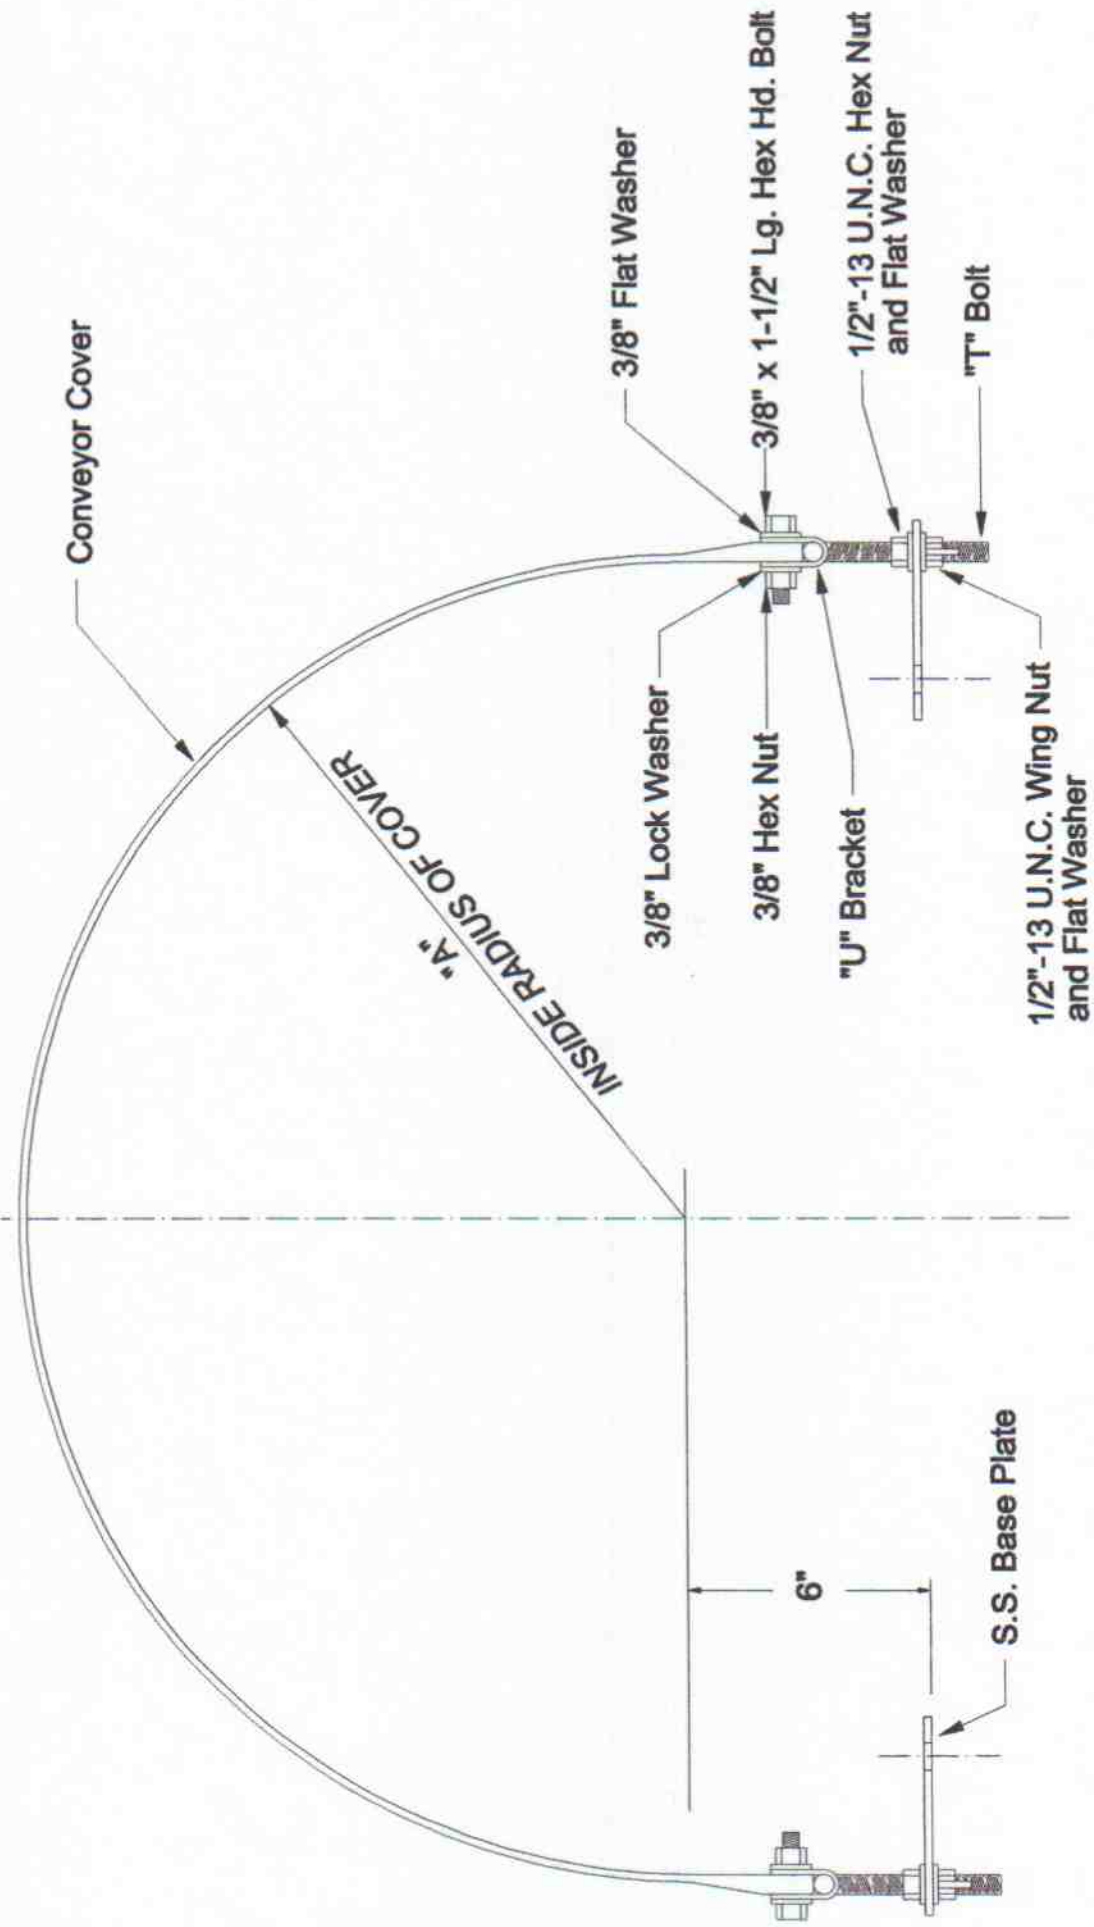 Conveyor Cover
"A"
INSIDE RADIUS OF COVER
3/8" Flat Washer
3/8" Lock Washer
3/8" x 1-1/2" Lg. Hex Hd. Bolt
3/8" Hex Nut
"U" Bracket
1/2"-13 U.N.C. Hex Nut
and Flat Washer
"T" Bolt
1/2"-13 U.N.C. Wing Nut
and Flat Washer
6"
S.S. Base Plate